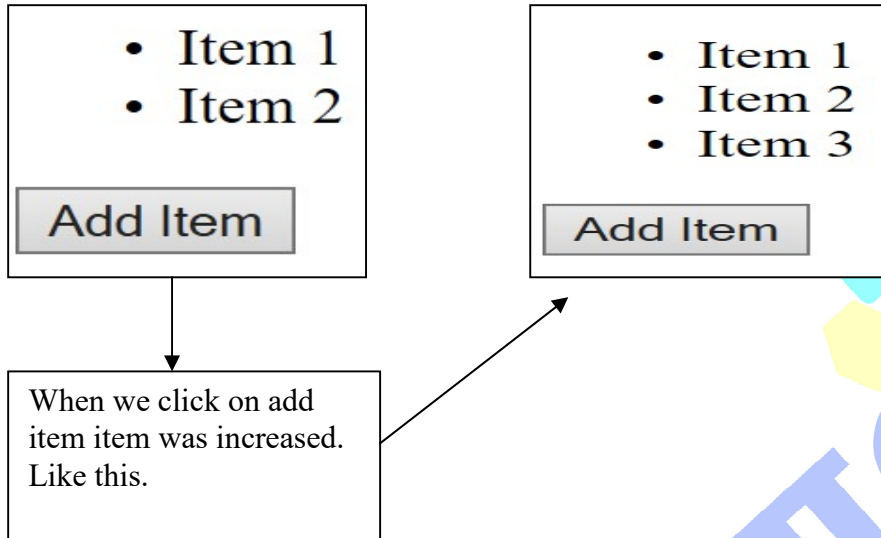 • Item 1
• Item 2
Add Item
• Item 1
• Item 2
• Item 3
Add Item
When we click on add
item item was increased.
Like this.